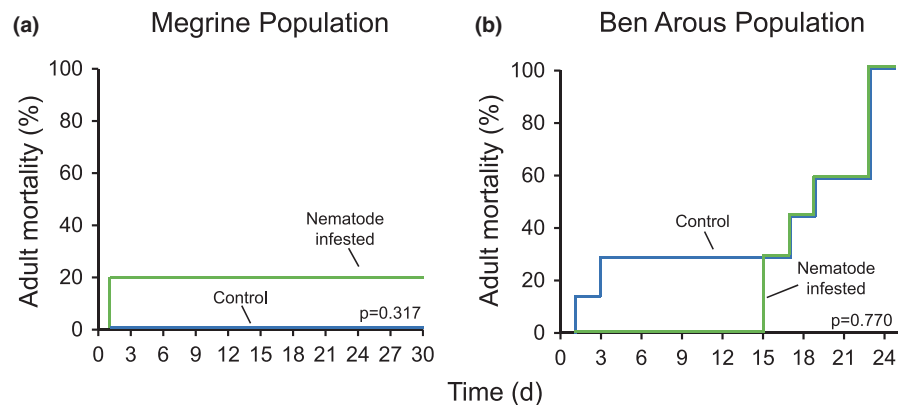 (a) Megrine Population
Adult mortality (%)
100
80
60
40
20
0
Nematode
infested
Control
p=0.317
0 3 6 9 12 15 18 21 24 27 30
(b) Ben Arous Population
Adult mortality (%)
100
80
60
40
20
0
Control
Nematode
infested
p=0.770
0 3 6 9 12 15 18 21 24
Time (d)